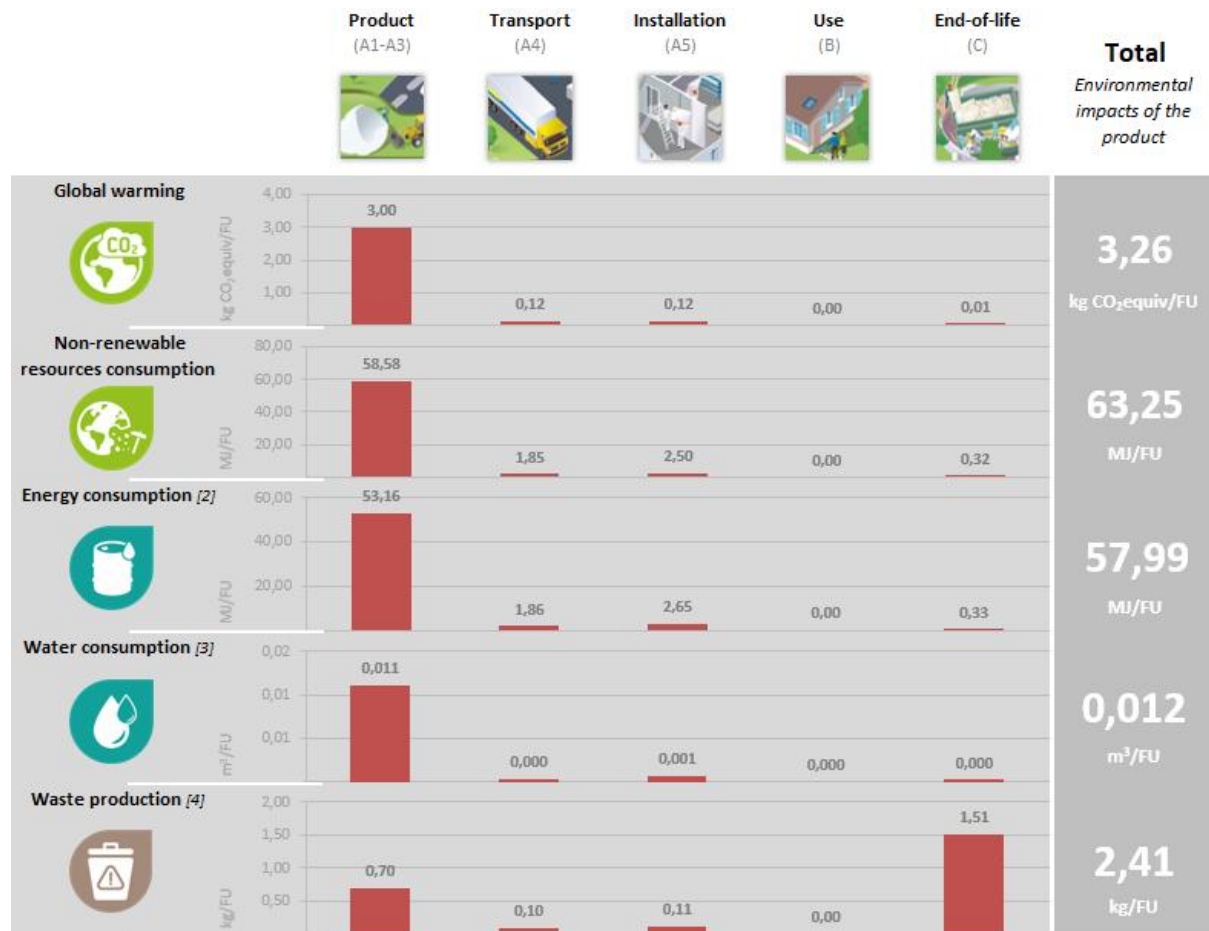 Product
(A1-A3)
Transport
(A4)
Installation
(A5)
Use
(B)
End-of-life
(C)
Total
Environmental
impacts of the
product
Global warming
CO₂
kg CO₂equiv/FU
4,00
3,00
2,00
1,00
3,00
0,12
0,12
0,00
0,01
3,26
kg CO₂equiv/FU
Non-renewable
resources consumption
MJ/FU
80,00
60,00
40,00
20,00
58,58
1,85
2,50
0,00
0,32
63,25
MJ/FU
Energy consumption [2]
MJ/FU
60,00
40,00
20,00
53,16
1,86
2,65
0,00
0,33
57,99
MJ/FU
Water consumption [3]
m³/FU
0,02
0,01
0,01
0,011
0,000
0,001
0,000
0,000
0,012
m³/FU
Waste production [4]
kg/FU
2,00
1,50
1,00
0,50
0,70
0,10
0,11
0,00
1,51
2,41
kg/FU